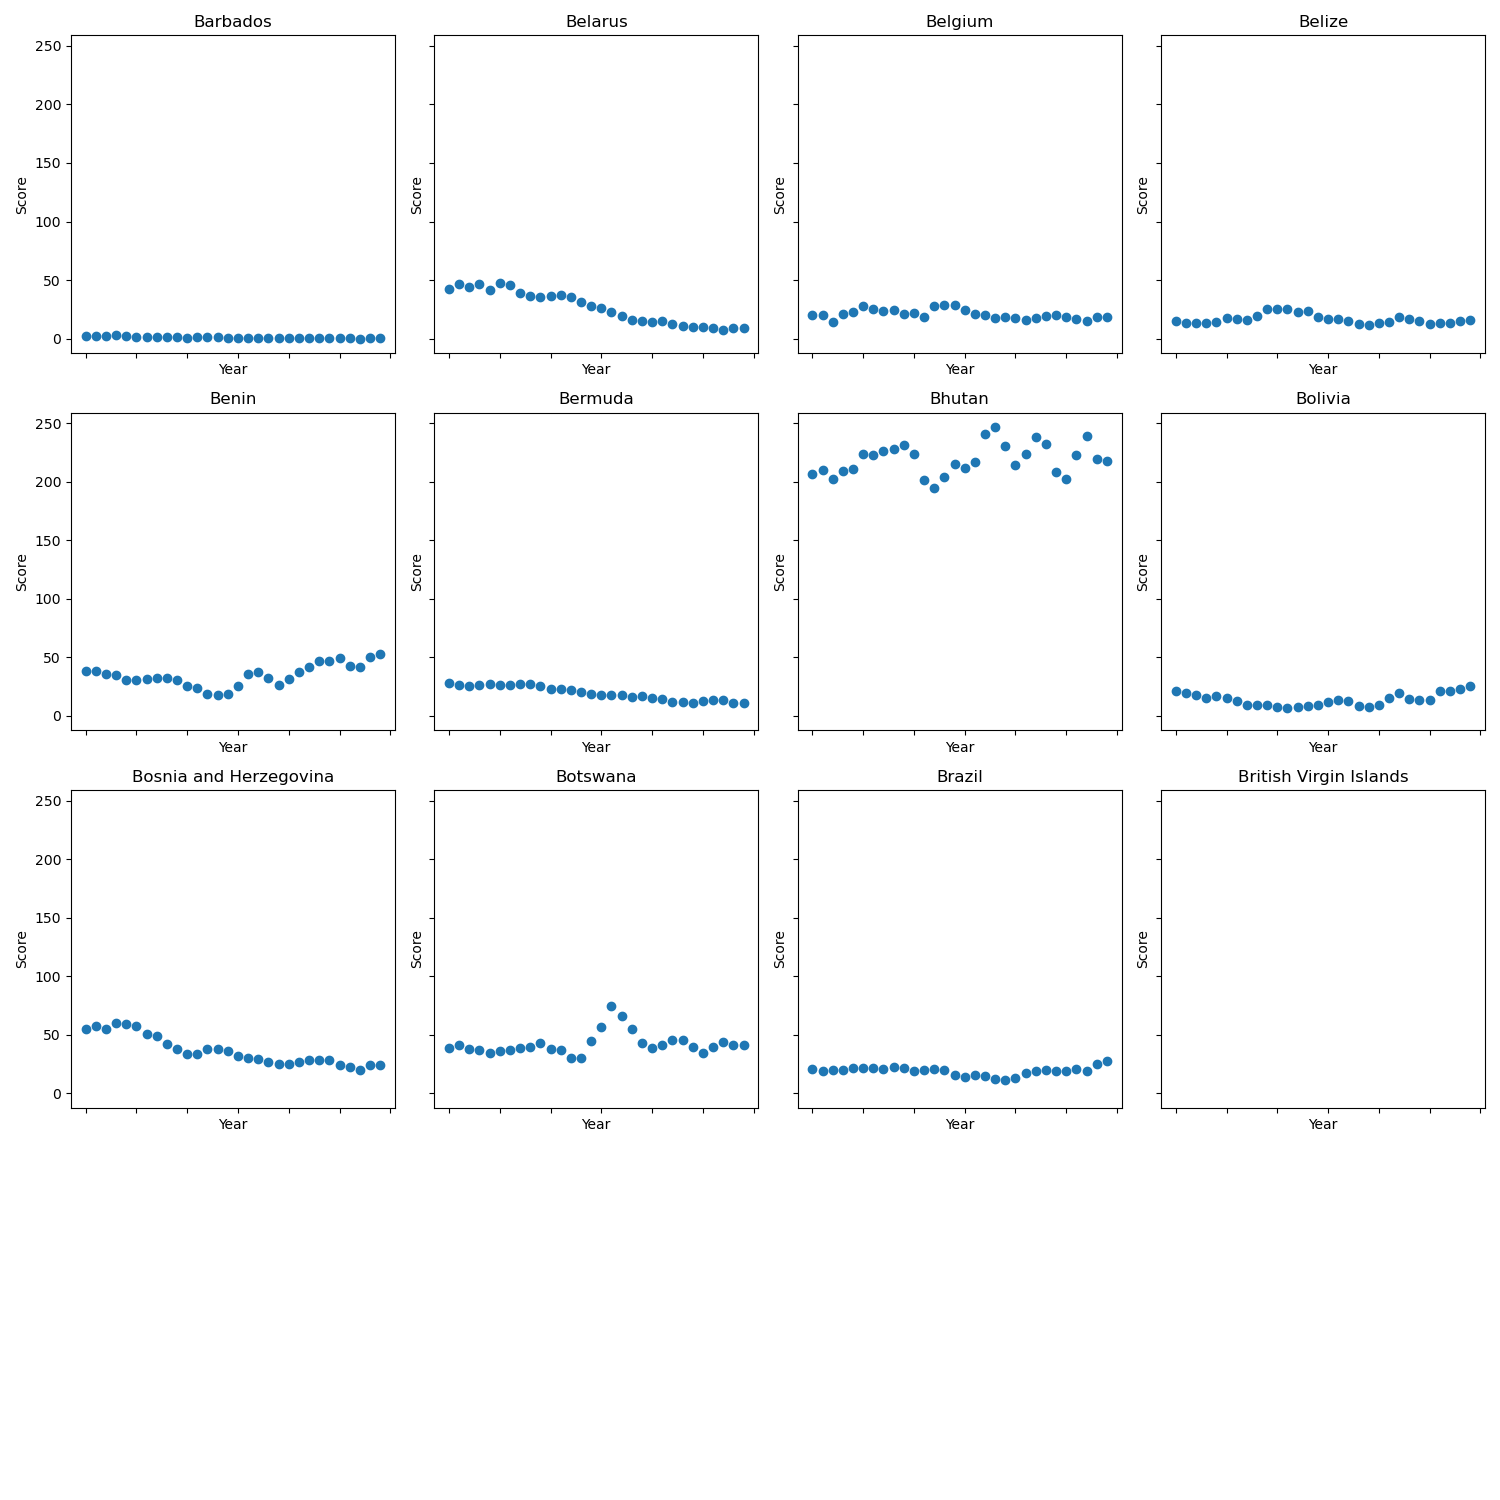 Barbados Belarus Belgium Belize
250
200
150
100
50
0
Score Score Score Score
Year Year Year Year
Benin Bermuda Bhutan Bolivia
250
200
150
100
50
0
Score Score Score Score
Year Year Year Year
Bosnia and Herzegovina Botswana Brazil British Virgin Islands
250
200
150
100
50
0
Score Score Score Score
Year Year Year Year